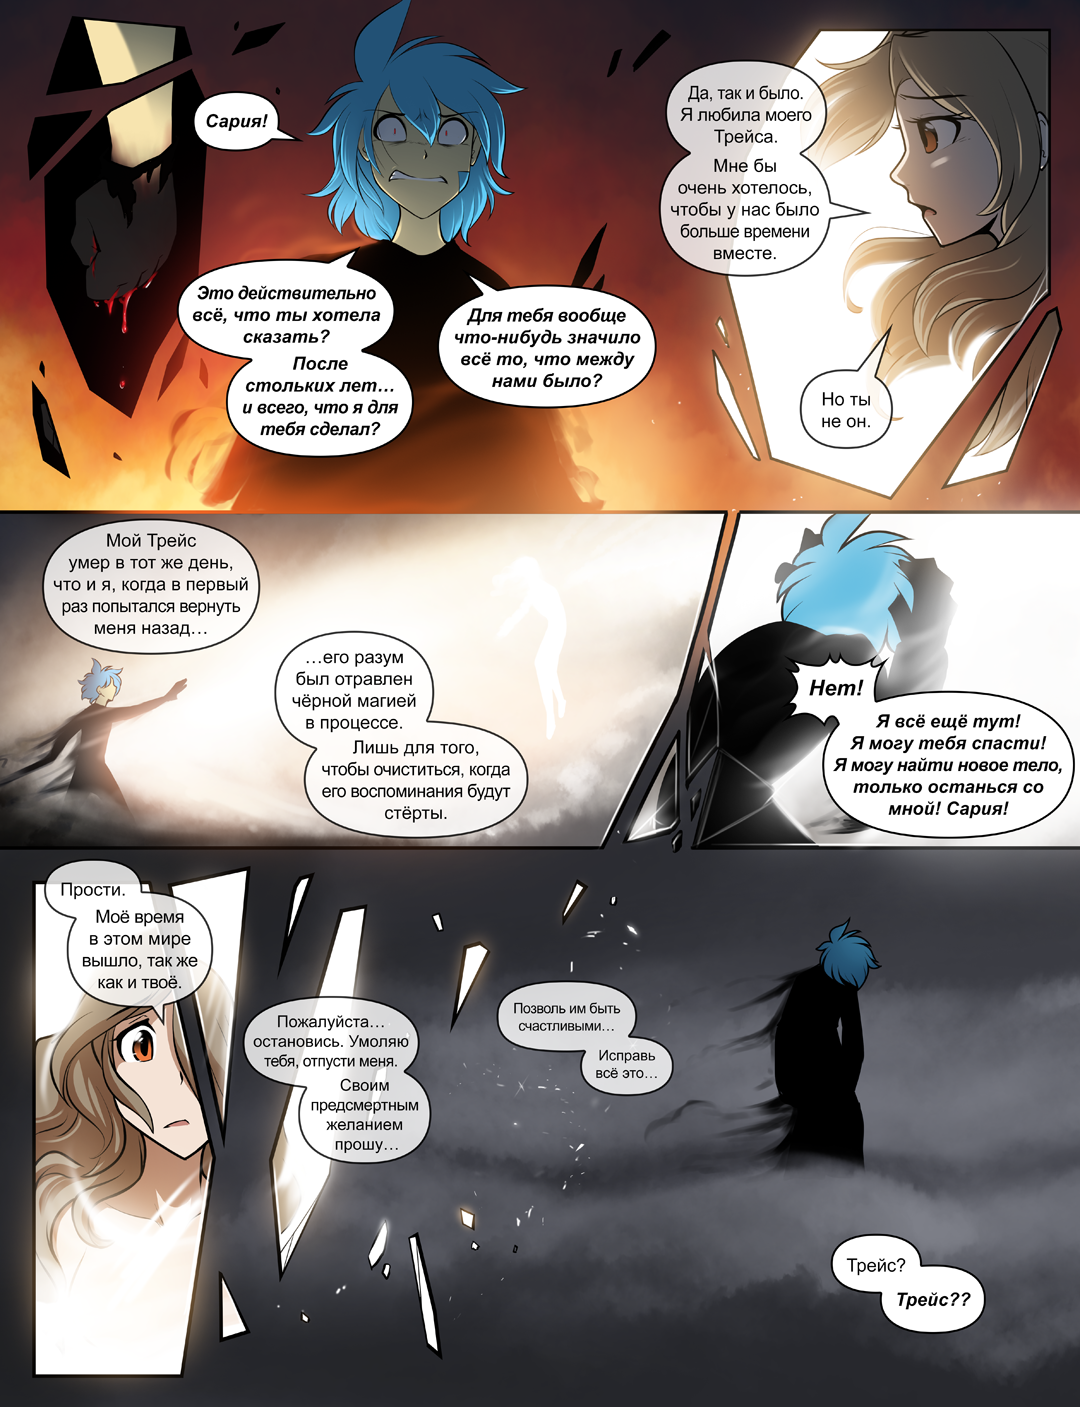 Сария!
Это действительно
всё, что ты хотела
сказать?
После
стольких лет...
и всего, что я для
тебя сделал?
Для тебя вообще
что-нибудь значило
всё то, что между
нами было?
Да, так и было.
Я любила моего
Трейса.
Мне бы
очень хотелось,
чтобы у нас было
больше времени
вместе.
Но ты
не он.
Мой Трейс
умер в тот же день,
что и я, когда в первый
раз попытался вернуть
меня назад...
...его разум
был отравлен
чёрной магией
в процессе.
Лишь для того,
чтобы очиститься, когда
его воспоминания будут
стёрты.
Нет!
Я всё ещё тут!
Я могу тебя спасти!
Я могу найти новое тело,
только останься со
мной! Сария!
Прости.
Моё время
в этом мире
вышло, так же
как и твоё.
Пожалуйста...
остановись. Умоляю
тебя, отпусти меня.
Своим
предсмертным
желанием
прошу...
Позволь им быть
счастливыми...
Исправь
всё это...
Трейс?
Трейс??